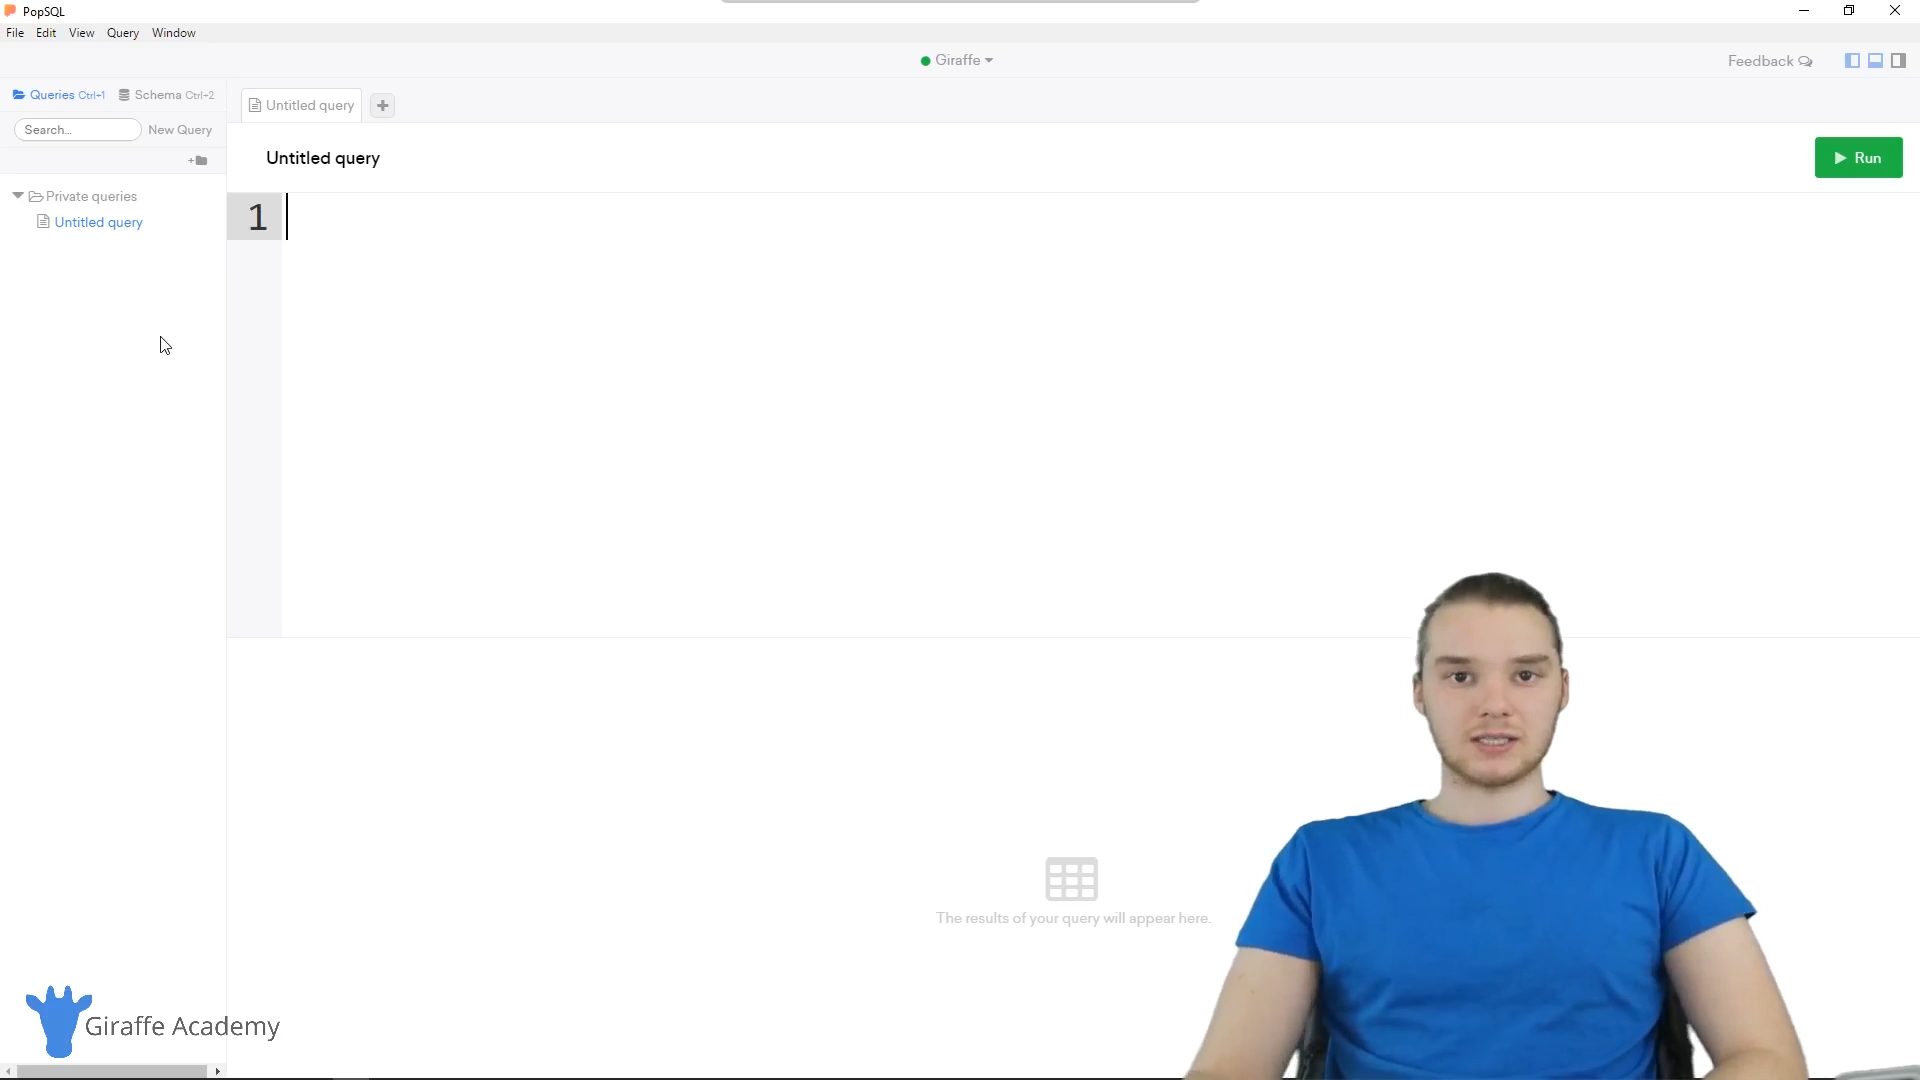 PopSQL
File Edit View Query Window
Giraffe
Feedback
Queries Ctrl+1 Schema Ctrl+2
Untitled query
Search... New Query
Untitled query
Run
Private queries
Untitled query
1
The results of your query will appear here.
Giraffe Academy